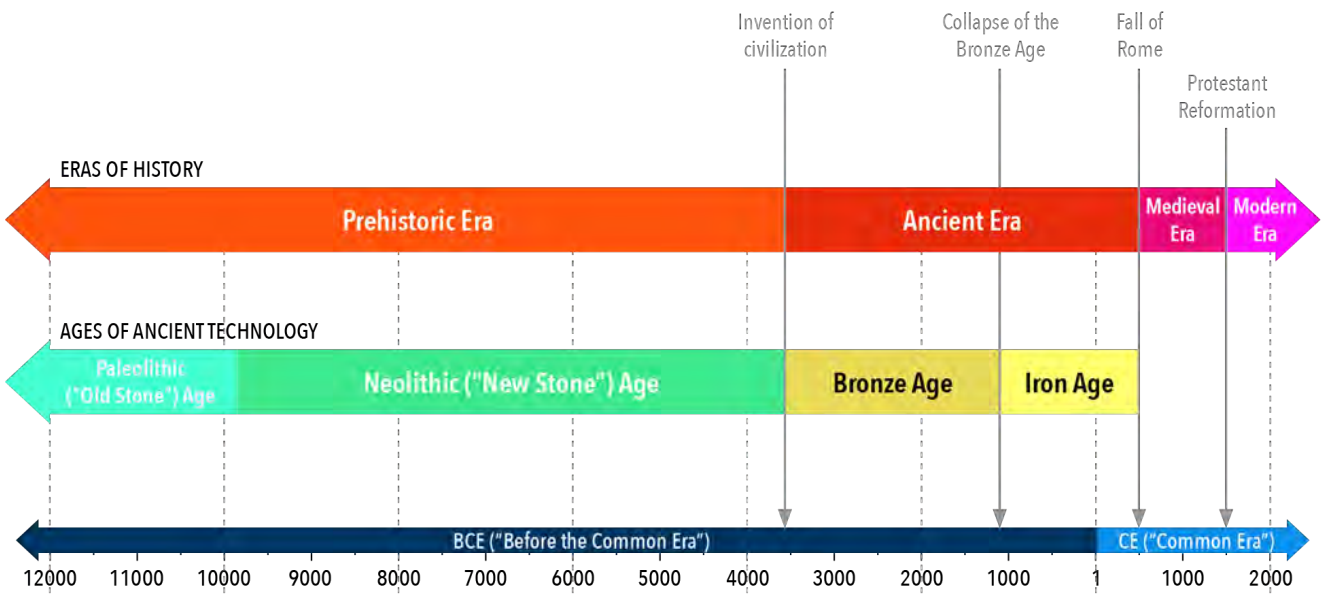 Invention of
civilization
Collapse of the
Bronze Age
Fall of
Rome
Protestant
Reformation
ERAS OF HISTORY
Prehistoric Era
Ancient Era
Medieval
Era
Modern
Era
AGES OF ANCIENT TECHNOLOGY
Paleolithic
("Old Stone") Age
Neolithic ("New Stone") Age
Bronze Age
Iron Age
BCE ("Before the Common Era")
CE ("Common Era")
12000 11000 10000 9000 8000 7000 6000 5000 4000 3000 2000 1000 1 1000 2000